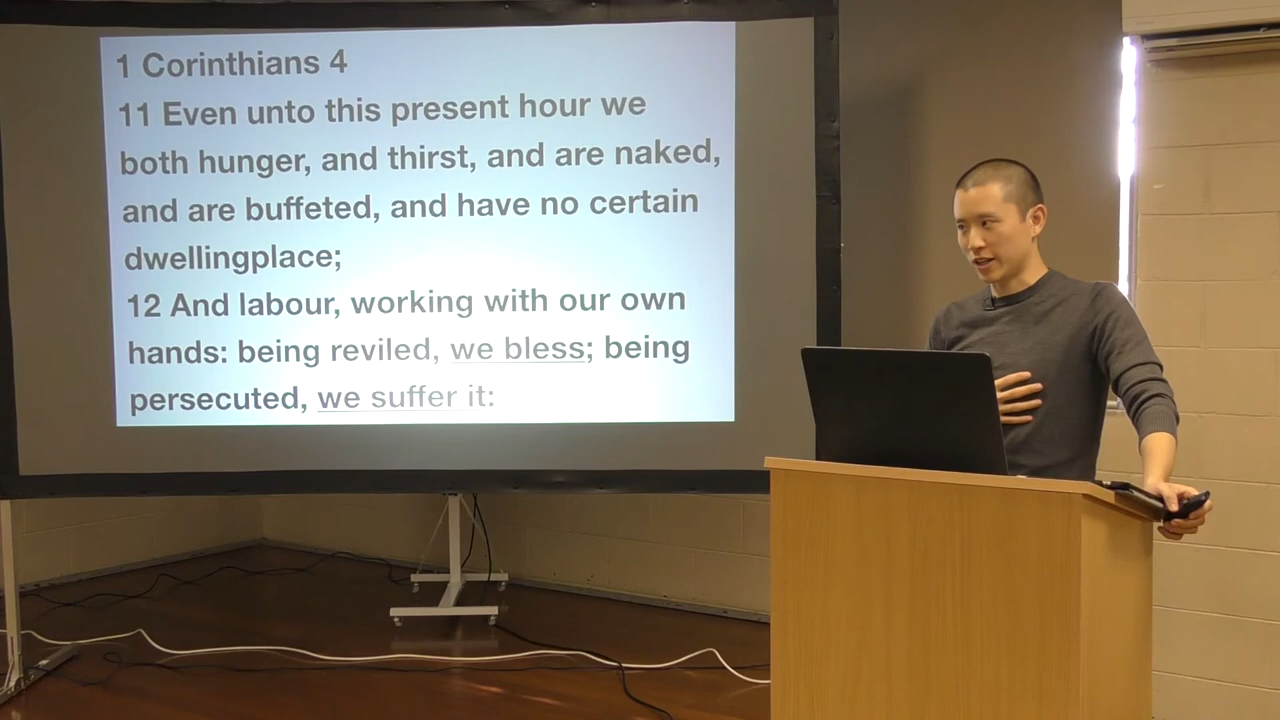 1 Corinthians 4
11 Even unto this present hour we
both hunger, and thirst, and are naked,
and are buffeted, and have no certain
dwellingplace;
12 And labour, working with our own
hands: being reviled, we bless; being
persecuted, we suffer it: